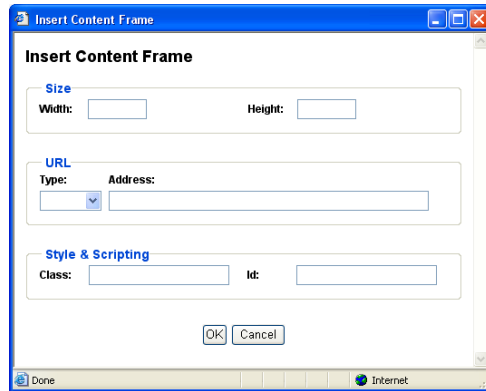 Insert Content Frame
Insert Content Frame
Size
Width: Height:
URL
Type: Address:
Style & Scripting
Class: Id:
OK Cancel
Done Internet